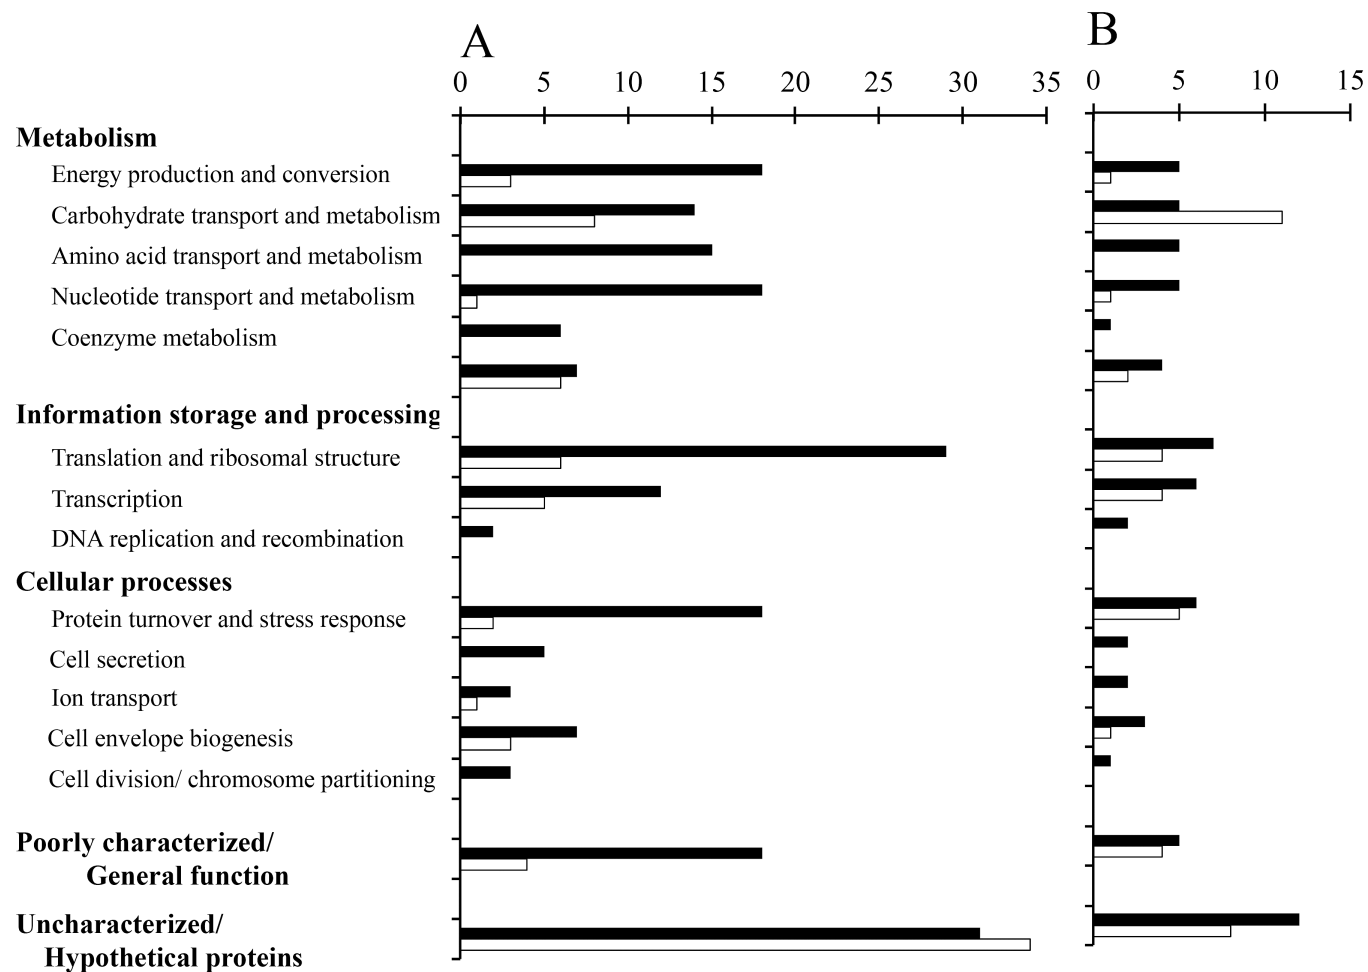 A
B
0 5 10 15 20 25 30 35
0 5 10 15
Metabolism
Energy production and conversion
Carbohydrate transport and metabolism
Amino acid transport and metabolism
Nucleotide transport and metabolism
Coenzyme metabolism
Information storage and processing
Translation and ribosomal structure
Transcription
DNA replication and recombination
Cellular processes
Protein turnover and stress response
Cell secretion
Ion transport
Cell envelope biogenesis
Cell division/ chromosome partitioning
Poorly characterized/
General function
Uncharacterized/
Hypothetical proteins